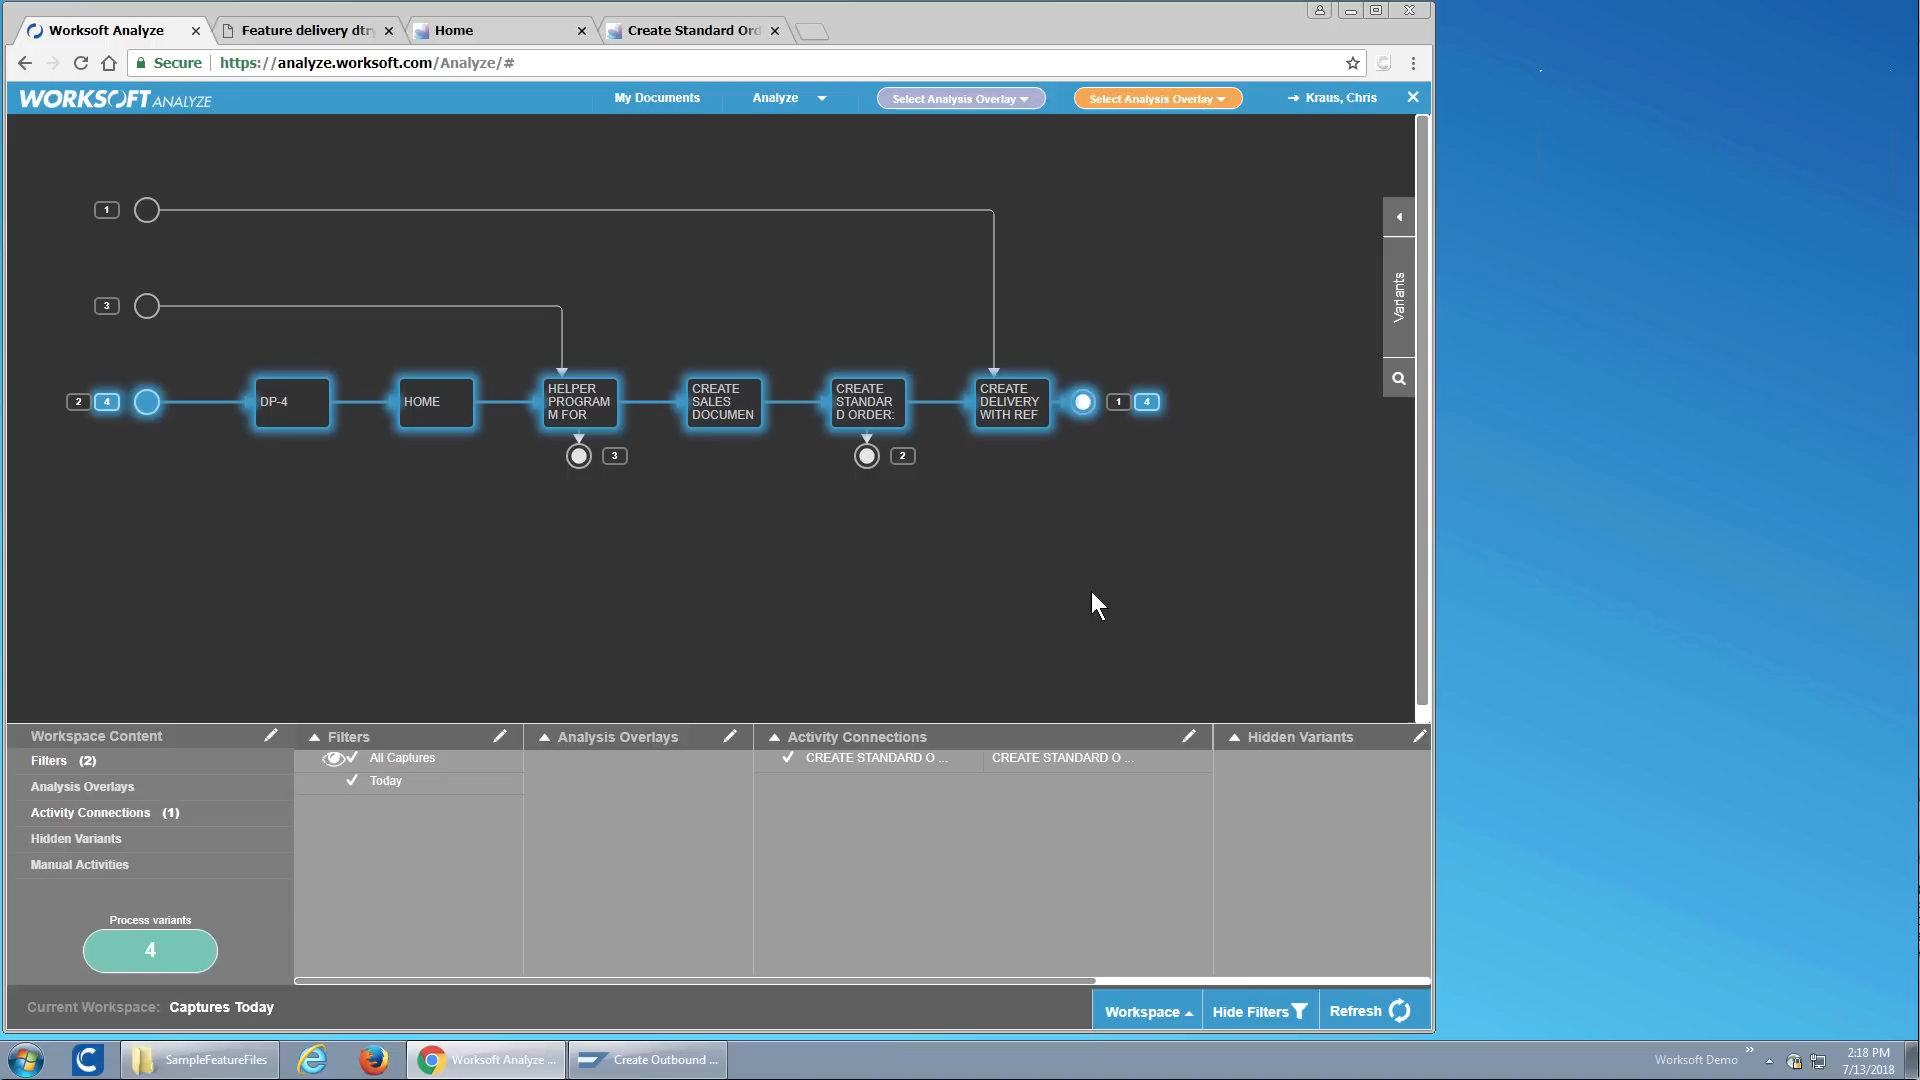 Worksoft Analyze
Feature delivery dtr
Home
Create Standard Ord
Secure
https://analyze.worksoft.com/Analyze/#
WORKSOFT ANALYZE
My Documents
Analyze
Select Analysis Overlay
Select Analysis Overlay
Kraus, Chris
1
3
Variants
2
4
DP-4
HOME
HELPER
PROGRAM
M FOR
CREATE
SALES
DOCUMEN
CREATE
STANDAR
D ORDER:
CREATE
DELIVERY
WITH REF
1
4
3
2
Workspace Content
Filters (2)
Analysis Overlays
Activity Connections (1)
Hidden Variants
Manual Activities
Process variants
4
Filters
All Captures
Today
Analysis Overlays
Activity Connections
CREATE STANDARD O ...
CREATE STANDARD O ...
Hidden Variants
Current Workspace: Captures Today
Workspace
Hide Filters
Refresh
SampleFeatureFiles
Worksoft Analyze ...
Create Outbound ...
Worksoft Demo
2:18 PM
7/13/2018